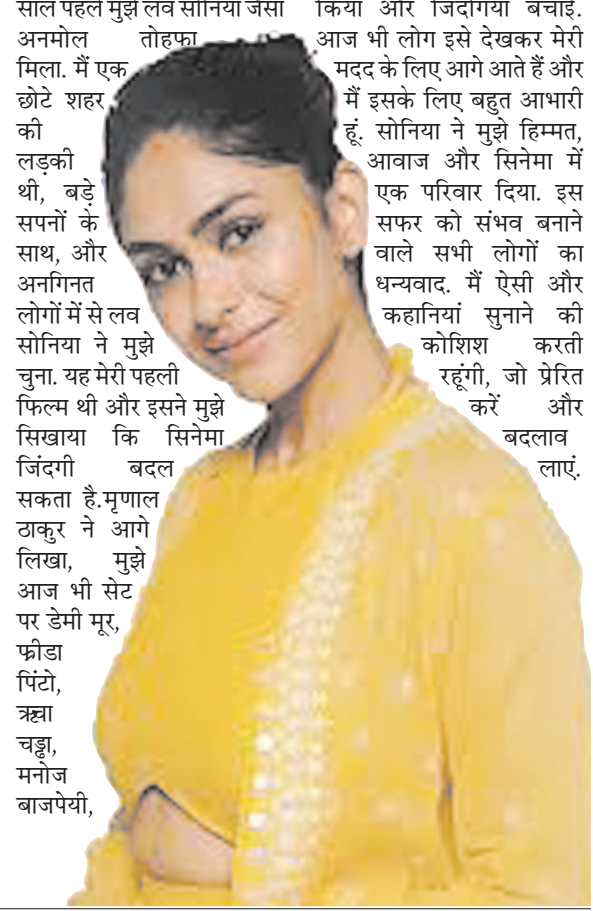 साल पहले मुझे लव सोनिया जैसा
अनमोल तोहफा
मिला. मैं एक
छोटे शहर
की
लड़की
थी, बड़े
सपनों के
साथ, और
अनगिनत
लोगों में से लव
सोनिया ने मुझे
चुना. यह मेरी पहली
फिल्म थी और इसने मुझे
सिखाया कि सिनेमा
जिंदगी बदल
सकता है.मृणाल
ठाकुर ने आगे
लिखा, मुझे
आज भी सेट
पर डेमी मूर,
फ्रीडा
पिंटो,
ऋचा
चड्ढा,
मनोज
बाजपेयी,
किया और जिंदगियां बचाईं.
आज भी लोग इसे देखकर मेरी
मदद के लिए आगे आते हैं और
मैं इसके लिए बहुत आभारी
हूं. सोनिया ने मुझे हिम्मत,
आवाज और सिनेमा में
एक परिवार दिया. इस
सफर को संभव बनाने
वाले सभी लोगों का
धन्यवाद. मैं ऐसी और
कहानियां सुनाने की
कोशिश करती
रहूंगी, जो प्रेरित
करें और
बदलाव
लाएं.